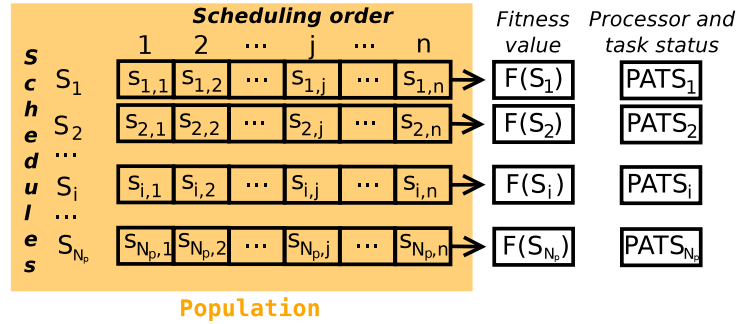 Scheduling order Fitness value Processor and task status
1 2 ... j ... n
Schedules
S1 s1,1 s1,2 ... s1,j ... s1,n F(S1) PATS1
S2 s2,1 s2,2 ... s2,j ... s2,n F(S2) PATS2
...
Si si,1 si,2 ... si,j ... si,n F(Si) PATSi
...
SNp sNp,1 sNp,2 ... sNp,j ... sNp,n F(SNp) PATSNp
Population